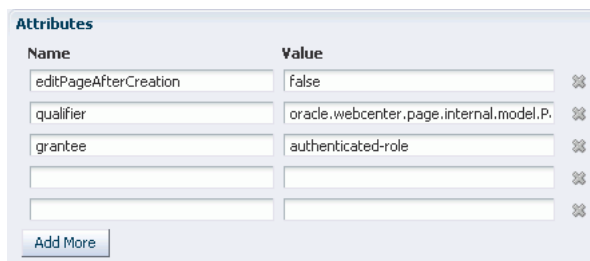 Attributes
Name Value
editPageAfterCreation false
qualifier oracle.webcenter.page.internal.model.P
grantee authenticated-role
Add More